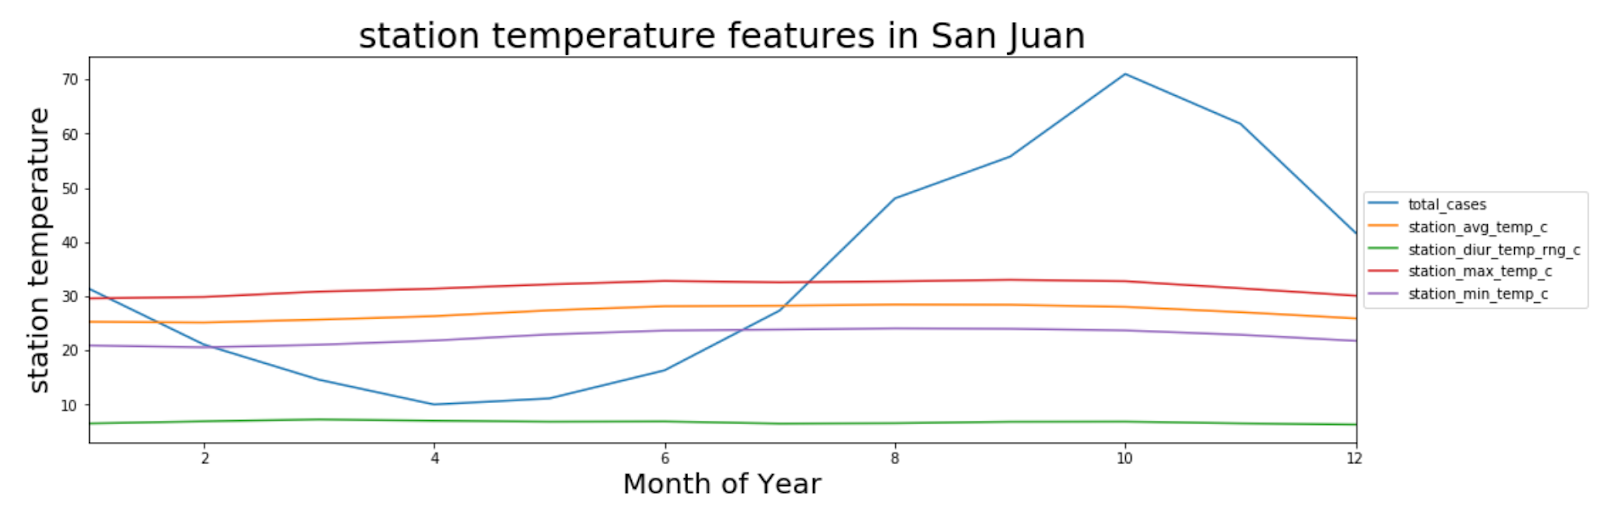 station temperature features in San Juan
station temperature
70
60
50
40
30
20
10
2
4
6
8
10
12
Month of Year
total_cases
station_avg_temp_c
station_diur_temp_rng_c
station_max_temp_c
station_min_temp_c